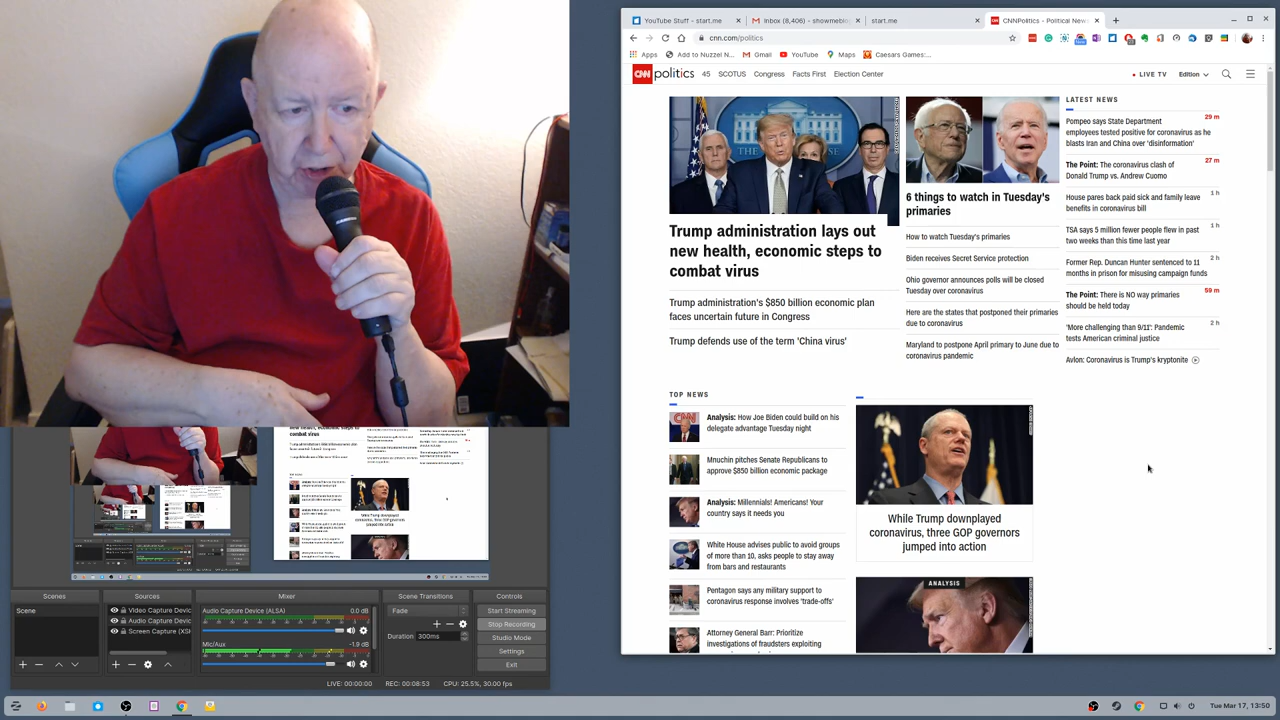 YouTube Stuff - start.me
Inbox (8,406) - showmeblo
start.me
CNNPolitics - Political News
cnn.com/politics
Apps
Add to Nuzzel N...
Gmail
YouTube
Maps
Caesars Games:...
CNN politics
45
SCOTUS
Congress
Facts First
Election Center
LIVE TV
Edition
Trump administration lays out
new health, economic steps to
combat virus
Trump administration's $850 billion economic plan
faces uncertain future in Congress
Trump defends use of the term 'China virus'
6 things to watch in Tuesday's
primaries
How to watch Tuesday's primaries
Biden receives Secret Service protection
Ohio governor announces polls will be closed
Tuesday over coronavirus
Here are the states that postponed their primaries
due to coronavirus
Maryland to postpone April primary to June due to
coronavirus pandemic
LATEST NEWS
29 m
Pompeo says State Department
employees tested positive for coronavirus as he
blasts Iran and China over 'disinformation'
27 m
The Point: The coronavirus clash of
Donald Trump vs. Andrew Cuomo
1 h
House pares back paid sick and family leave
benefits in coronavirus bill
1 h
TSA says 5 million fewer people flew in past
two weeks than this time last year
2 h
Former Rep. Duncan Hunter sentenced to 11
months in prison for misusing campaign funds
59 m
The Point: There is NO way primaries
should be held today
2 h
'More challenging than 9/11': Pandemic
tests American criminal justice
Avlon: Coronavirus is Trump's kryptonite
TOP NEWS
Analysis: How Joe Biden could build on his
delegate advantage Tuesday night
Mnuchin pitches Senate Republicans to
approve $850 billion economic package
Analysis: Millennials! Americans! Your
country says it needs you
White House advises public to avoid groups
of more than 10, asks people to stay away
from bars and restaurants
Pentagon says any military support to
coronavirus response involves 'trade-offs'
Attorney General Barr: Prioritize
investigations of fraudsters exploiting
While Trump downplayed
coronavirus, three GOP governors
jumped into action
ANALYSIS
Scenes
Sources
Mixer
Scene Transitions
Controls
Scene
Video Capture Devic
Audio Capture Devic
Screen Capture (XSH
Audio Capture Device (ALSA)
0.0 dB
Mic/Aux
-1.9 dB
Fade
Duration
300ms
Start Streaming
Stop Recording
Studio Mode
Settings
Exit
LIVE: 00:00:00
REC: 00:08:53
CPU: 25.5%, 30.00 fps
Tue Mar 17, 13:50